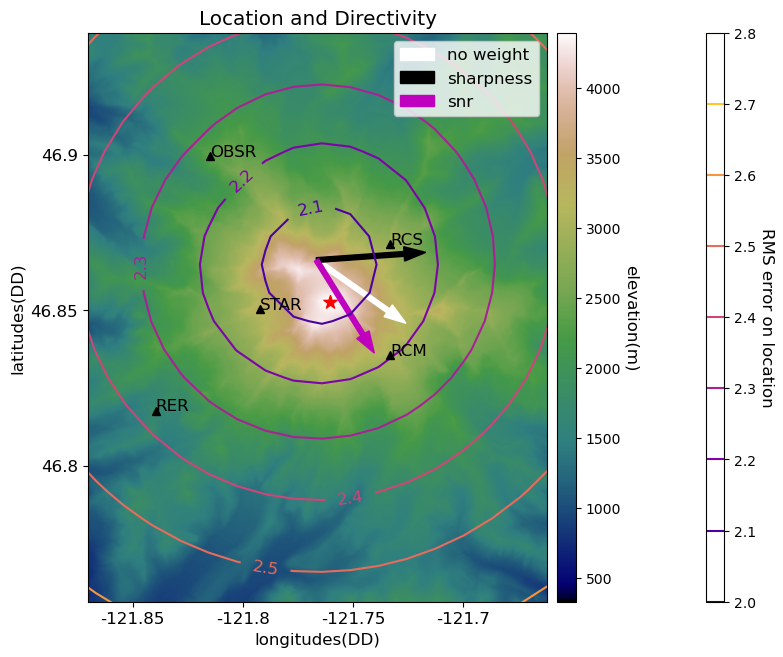 Location and Directivity
no weight
sharpness
snr
OBSR
RCS
STAR
RCM
RER
2.1
2.2
2.3
2.4
2.5
46.9
46.85
46.8
latitudes(DD)
-121.85
-121.8
-121.75
-121.7
longitudes(DD)
4000
3500
3000
2500
2000
1500
1000
500
elevation(m)
2.8
2.7
2.6
2.5
2.4
2.3
2.2
2.1
2.0
RMS error on location